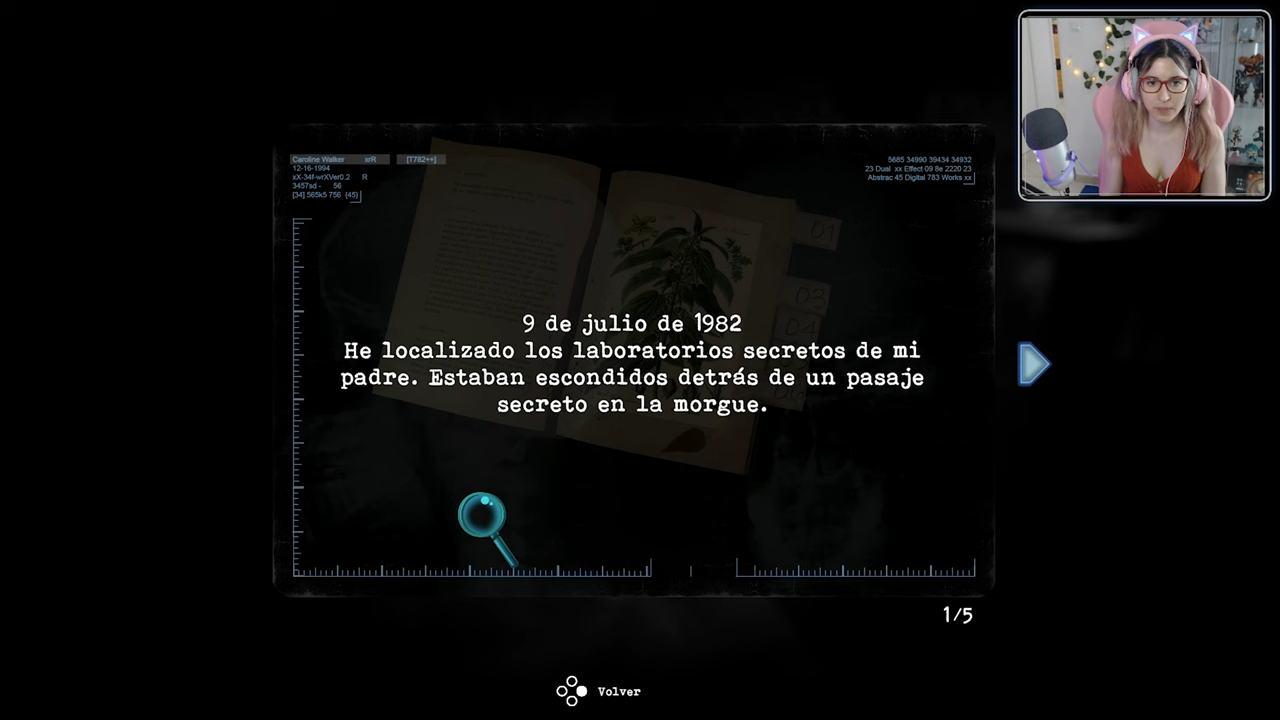 Caroline Walker xrR [T782++]
12-16-1994
xX-34f-wrXVer0.2 R
3457sd - 56
[34] 565k5 756 (45)
5685 34990 39434 34932
23 Dual xx Effect 09 8e 2220 23
Abstrac 45 Digital 783 Works xx
01
03
04
9 de julio de 1982
He localizado los laboratorios secretos de mi
padre. Estaban escondidos detrás de un pasaje
secreto en la morgue.
1/5
Volver